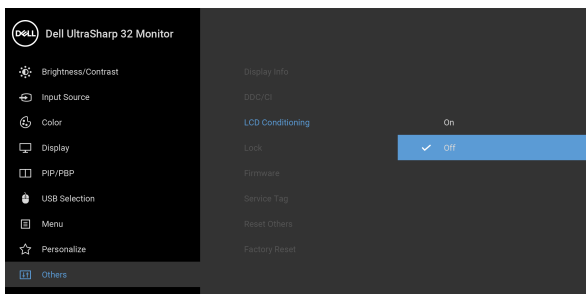 DELL Dell UltraSharp 32 Monitor
Brightness/Contrast
Display Info
Input Source
DDC/CI
Color
LCD Conditioning
On
Display
Lock
Off
PIP/PBP
Firmware
USB Selection
Service Tag
Menu
Reset Others
Personalize
Factory Reset
Others